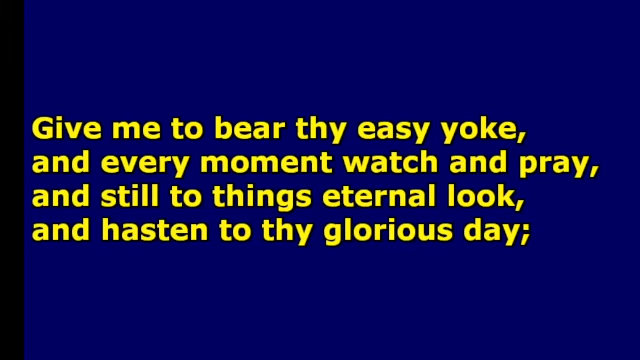 Give me to bear thy easy yoke,
and every moment watch and pray,
and still to things eternal look,
and hasten to thy glorious day;